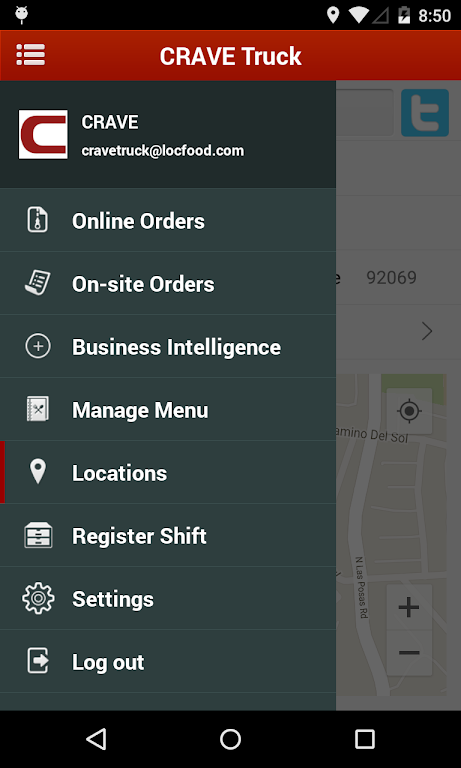 8:50
CRAVE Truck
CRAVE
cravetruck@locfood.com
Online Orders
On-site Orders
e 92069
Business Intelligence
Manage Menu
amino Del Sol
Locations
Register Shift
N Las Posas Rd
Settings
+
−
Log out